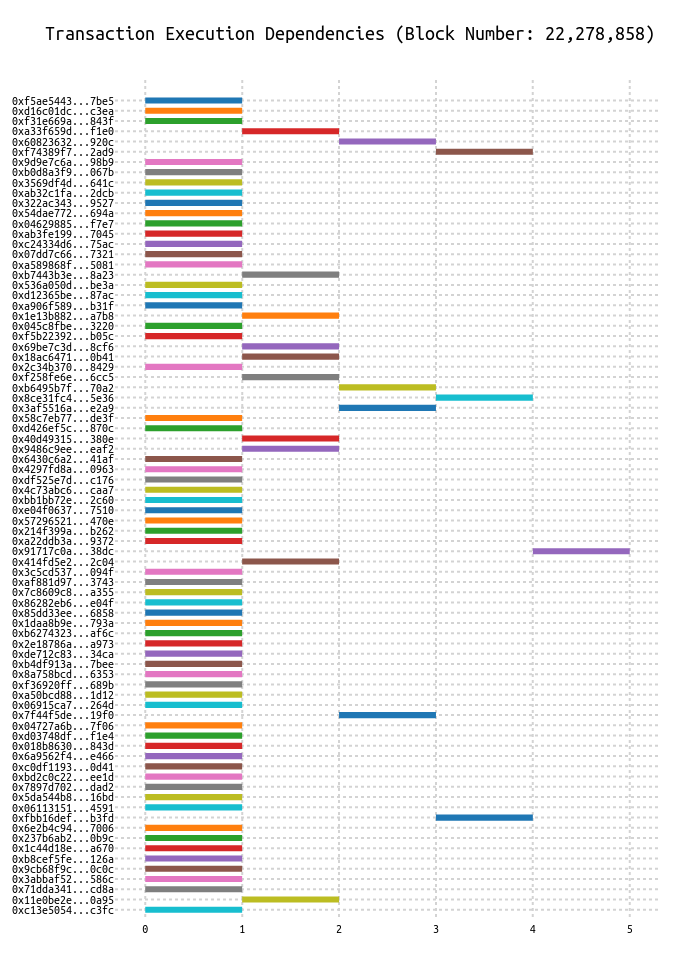 Transaction Execution Dependencies (Block Number: 22,278,858)
0xf5ae5443...7be5
0xd16c01dc...c3ea
0xf31e669a...843f
0xa33f659d...f1e0
0x60823632...920c
0xf74389f7...2ad9
0x9d9e7c6a...98b9
0xb0d8a3f9...067b
0x3569df4d...641c
0xab32c1fa...2dcb
0x322ac343...9527
0x54dae772...694a
0x04629885...f7e7
0xab3fe199...7045
0xc24334d6...75ac
0x07dd7c66...7321
0xa589868f...5081
0xb7443b3e...8a23
0x536a050d...be3a
0xd12365be...87ac
0xa906f589...b31f
0x1e13b882...a7b8
0x045c8fbe...3220
0xf5b22392...b05c
0x69be7c3d...8cf6
0x18ac6471...0b41
0x2c34b370...8429
0xf258fe6e...6cc5
0xb6495b7f...70a2
0x8ce31fc4...5e36
0x3af5516a...e2a9
0x58c7eb77...de3f
0xd426ef5c...870c
0x40d49315...380e
0x9486c9ee...eaf2
0x6430c6a2...41af
0x4297fd8a...0963
0xdf525e7d...c176
0x4c73abc6...caa7
0xbb1bb72e...2c60
0xe04f0637...7510
0x57296521...470e
0x214f399a...b262
0xa22ddb3a...9372
0x91717c0a...38dc
0x414fd5e2...2c04
0x3c5cd537...094f
0xaf881d97...3743
0x7c8609c8...a355
0x86282eb6...e04f
0x85dd33ee...6858
0x1daa8b9e...793a
0xb6274323...af6c
0x2e18786a...a973
0xde712c83...34ca
0xb4df913a...7bee
0x8a758bcd...6353
0xf36920ff...689b
0xa50bcd88...1d12
0x06915ca7...264d
0x7f44f5de...19f0
0x04727a6b...7f06
0xd03748df...f1e4
0x018b8630...843d
0x6a9562f4...e466
0xc0df1193...0d41
0xbd2c0c22...ee1d
0x7897d702...dad2
0x5da544b8...16bd
0x06113151...4591
0xfbb16def...b3fd
0x6e2b4c94...7006
0x237b6ab2...0b9c
0x1c44d18e...a670
0xb8cef5fe...126a
0x9cb68f9c...0c0c
0x3abbaf52...586c
0x71dda341...cd8a
0x11e0be2e...0a95
0xc13e5054...c3fc
0 1 2 3 4 5